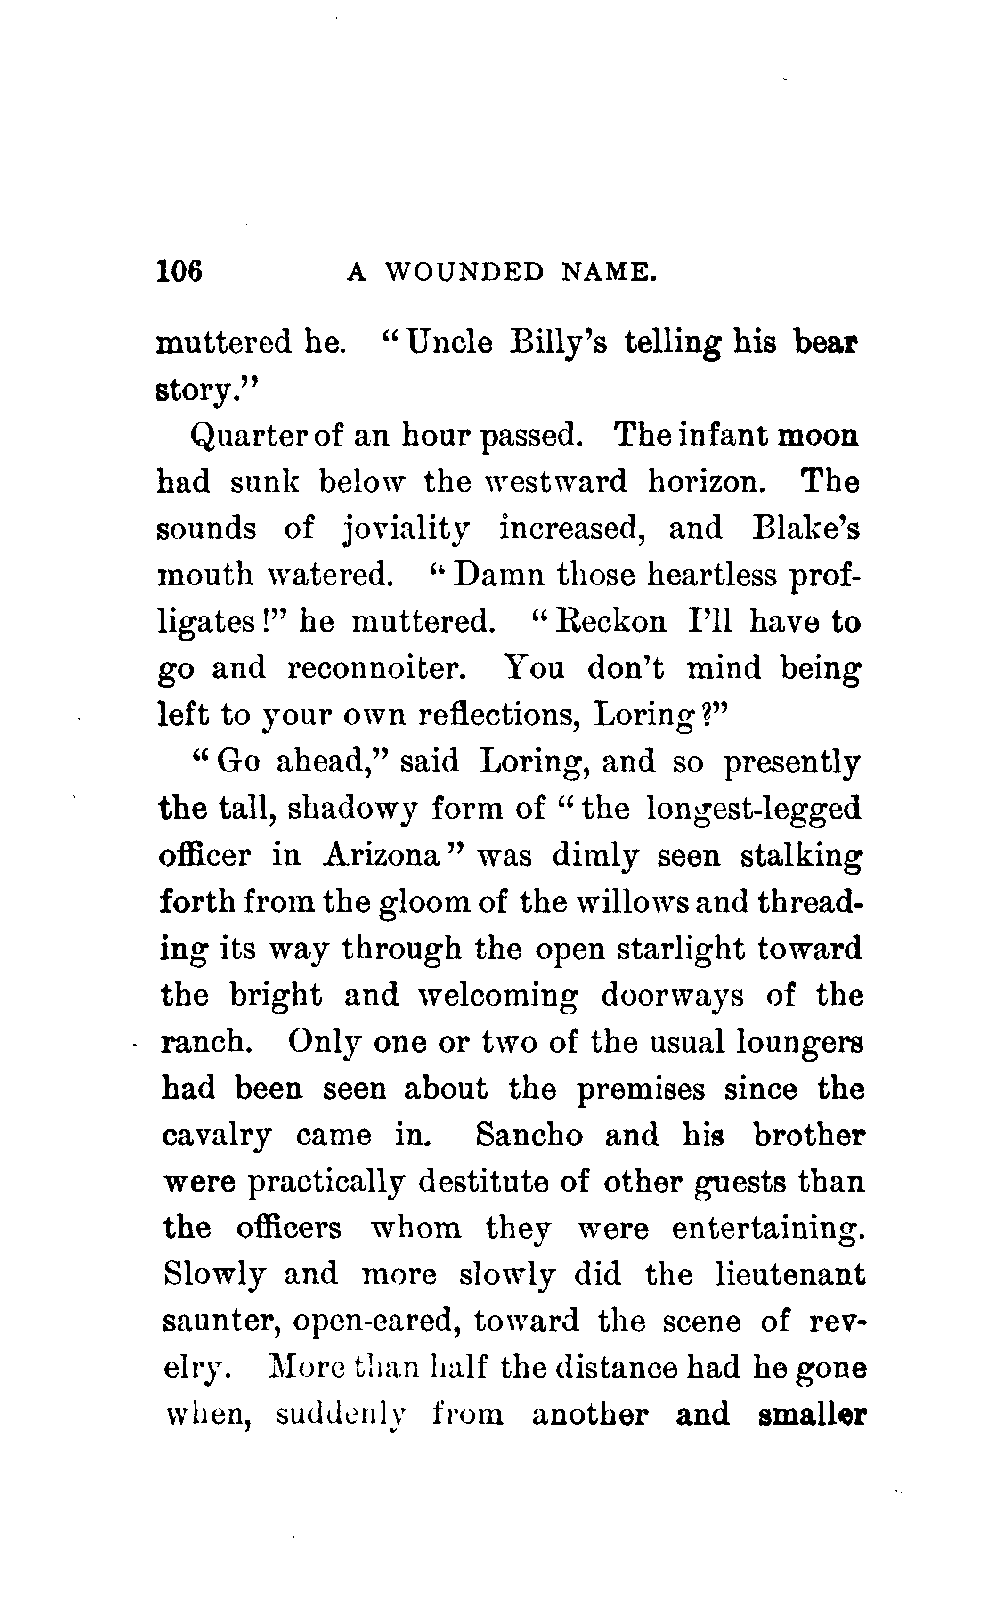 106 A WOUNDED NAME.
muttered he. "Uncle Billy's telling his bear
story."
Quarter of an hour passed. The infant moon
had sunk below the westward horizon. The
sounds of joviality increased, and Blake's
mouth watered. "Damn those heartless prof-
ligates!" he muttered. "Reckon I'll have to
go and reconnoiter. You don't mind being
left to your own reflections, Loring?"
"Go ahead," said Loring, and so presently
the tall, shadowy form of "the longest-legged
officer in Arizona" was dimly seen stalking
forth from the gloom of the willows and thread-
ing its way through the open starlight toward
the bright and welcoming doorways of the
ranch. Only one or two of the usual loungers
had been seen about the premises since the
cavalry came in. Sancho and his brother
were practically destitute of other guests than
the officers whom they were entertaining.
Slowly and more slowly did the lieutenant
saunter, open-eared, toward the scene of rev-
elry. More than half the distance had he gone
when, suddenly from another and smaller